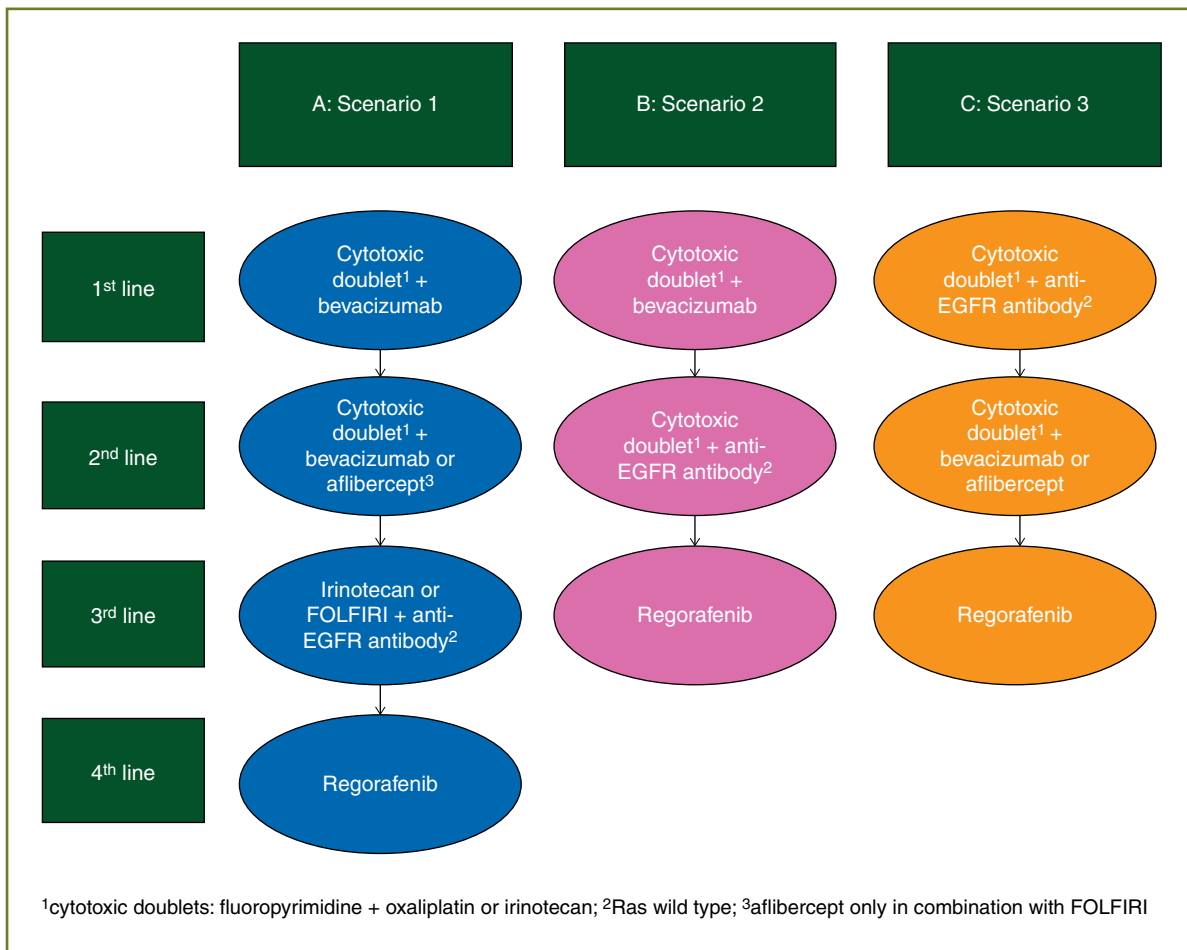 A: Scenario 1
B: Scenario 2
C: Scenario 3
1st line
Cytotoxic
doublet¹ +
bevacizumab
Cytotoxic
doublet¹ +
bevacizumab
Cytotoxic
doublet¹ + anti-
EGFR antibody²
2nd line
Cytotoxic
doublet¹ +
bevacizumab or
aflibercept³
Cytotoxic
doublet¹ + anti-
EGFR antibody²
Cytotoxic
doublet¹ +
bevacizumab or
aflibercept
3rd line
Irinotecan or
FOLFIRI + anti-
EGFR antibody²
Regorafenib
Regorafenib
4th line
Regorafenib
¹cytotoxic doublets: fluoropyrimidine + oxaliplatin or irinotecan; ²Ras wild type; ³aflibercept only in combination with FOLFIRI